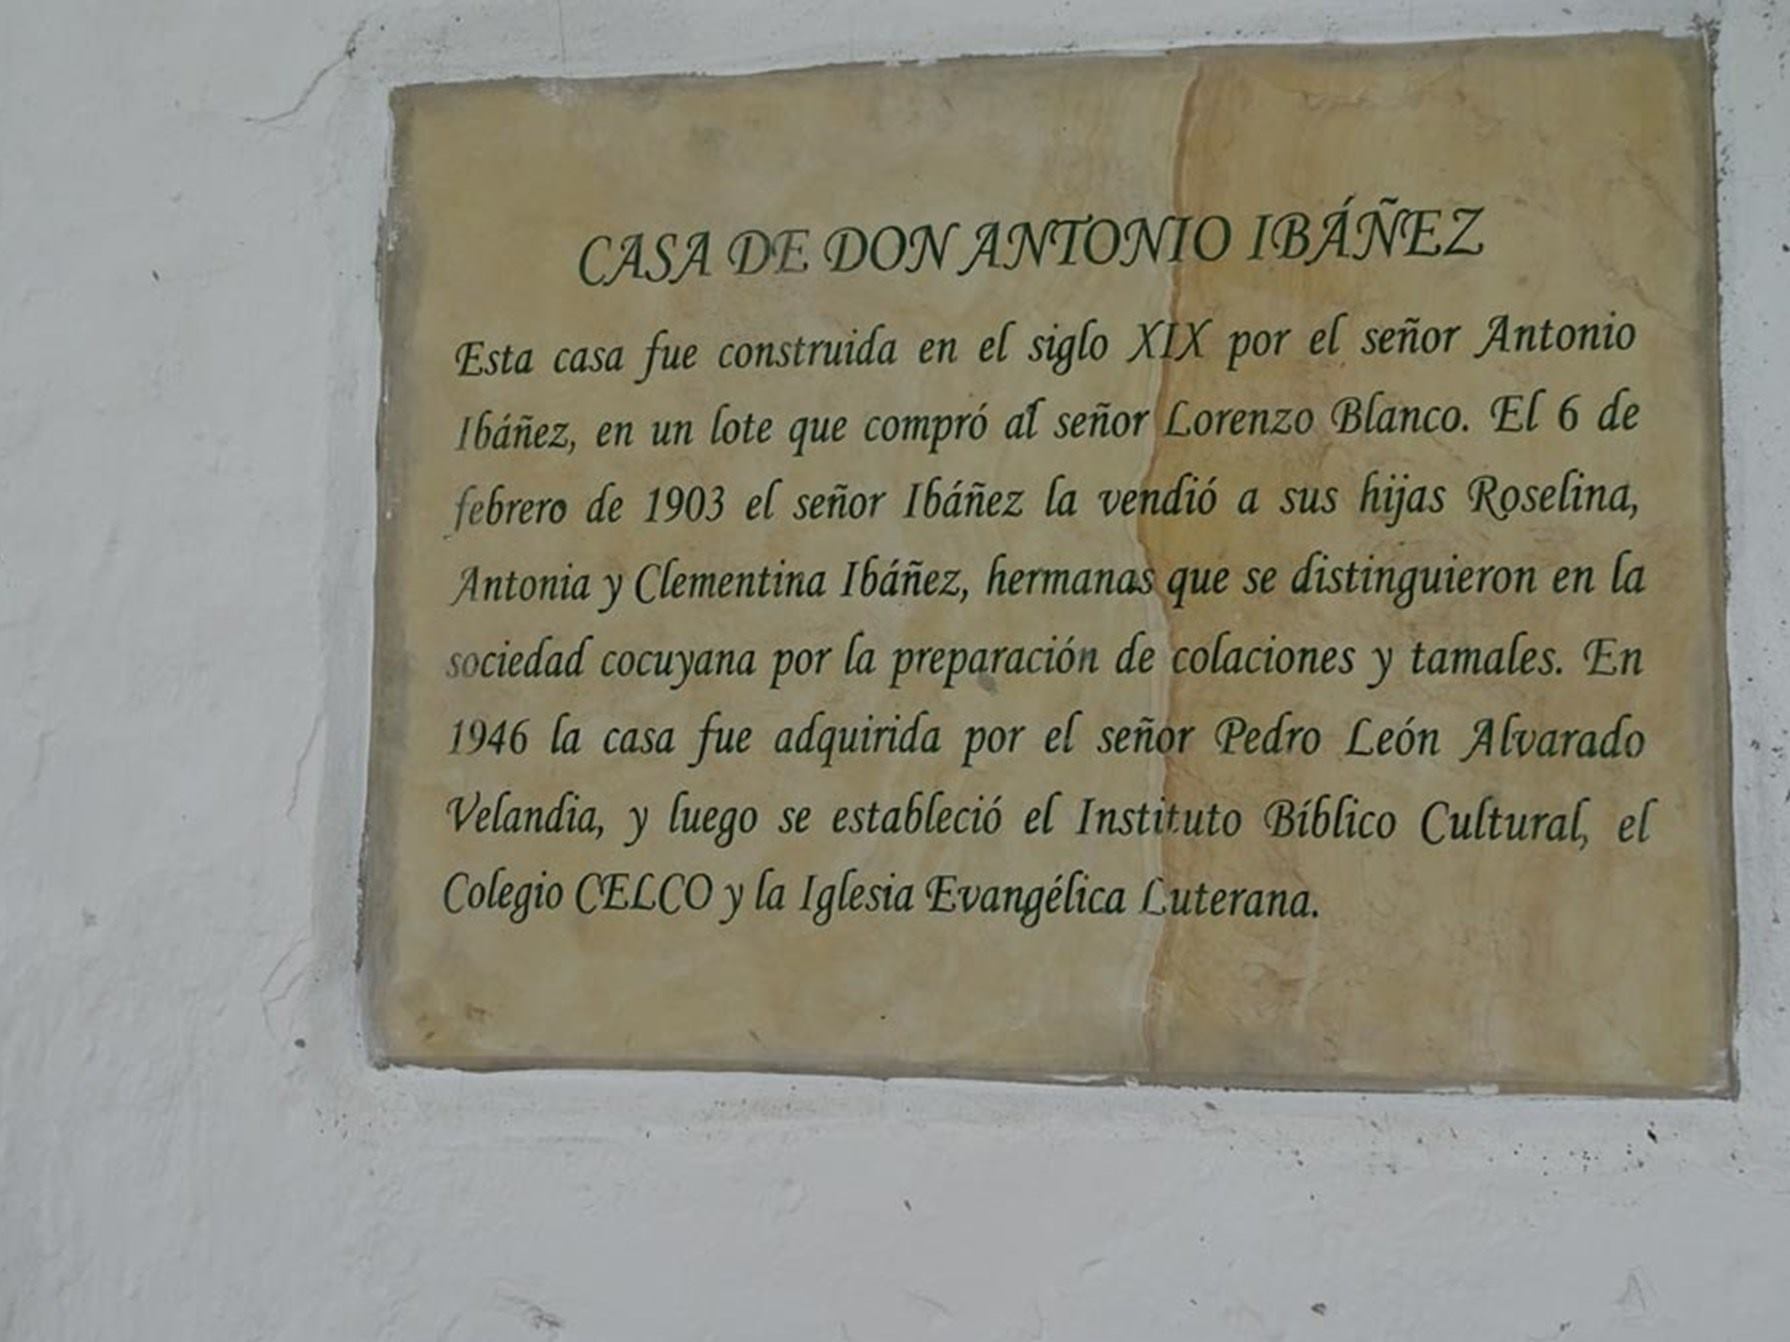 CASA DE DON ANTONIO IBÁÑEZ
Esta casa fue construida en el siglo XIX por el señor Antonio
Ibáñez, en un lote que compró al señor Lorenzo Blanco. El 6 de
febrero de 1903 el señor Ibáñez la vendió a sus hijas Roselina,
Antonia y Clementina Ibáñez, hermanas que se distinguieron en la
sociedad cocuyana por la preparación de colaciones y tamales. En
1946 la casa fue adquirida por el señor Pedro León Alvarado
Velandia, y luego se estableció el Instituto Bíblico Cultural, el
Colegio CELCO y la Iglesia Evangélica Luterana.